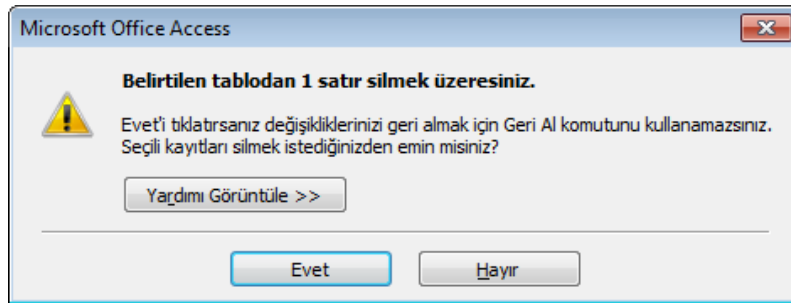 Microsoft Office Access
Belirtilen tablodan 1 satır silmek üzeresiniz.
Evet'i tıklatırsanız değişikliklerinizi geri almak için Geri Al komutunu kullanamazsınız.
Seçili kayıtları silmek istediğinizden emin misiniz?
Yardımı Görüntüle >>
Evet
Hayır